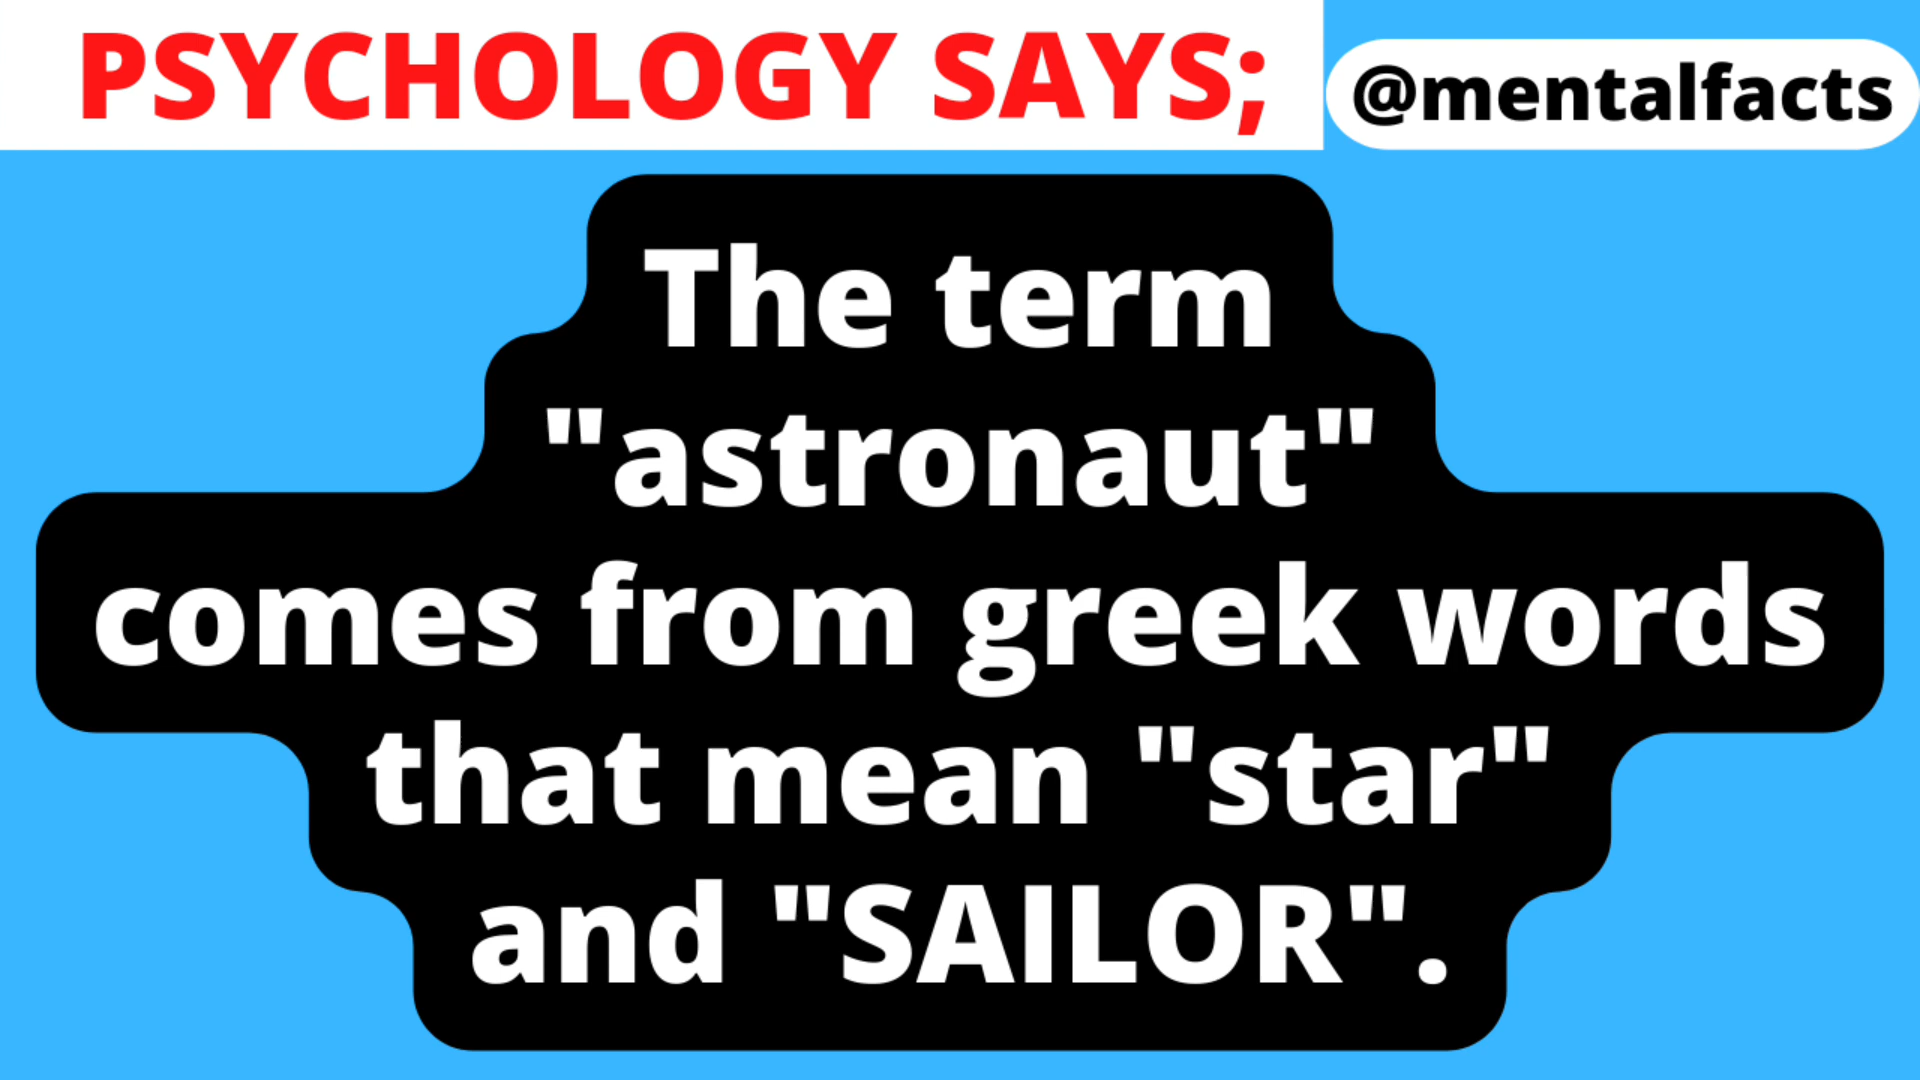 PSYCHOLOGY SAYS;
@mentalfacts
The term
"astronaut"
comes from greek words
that mean "star"
and "SAILOR".